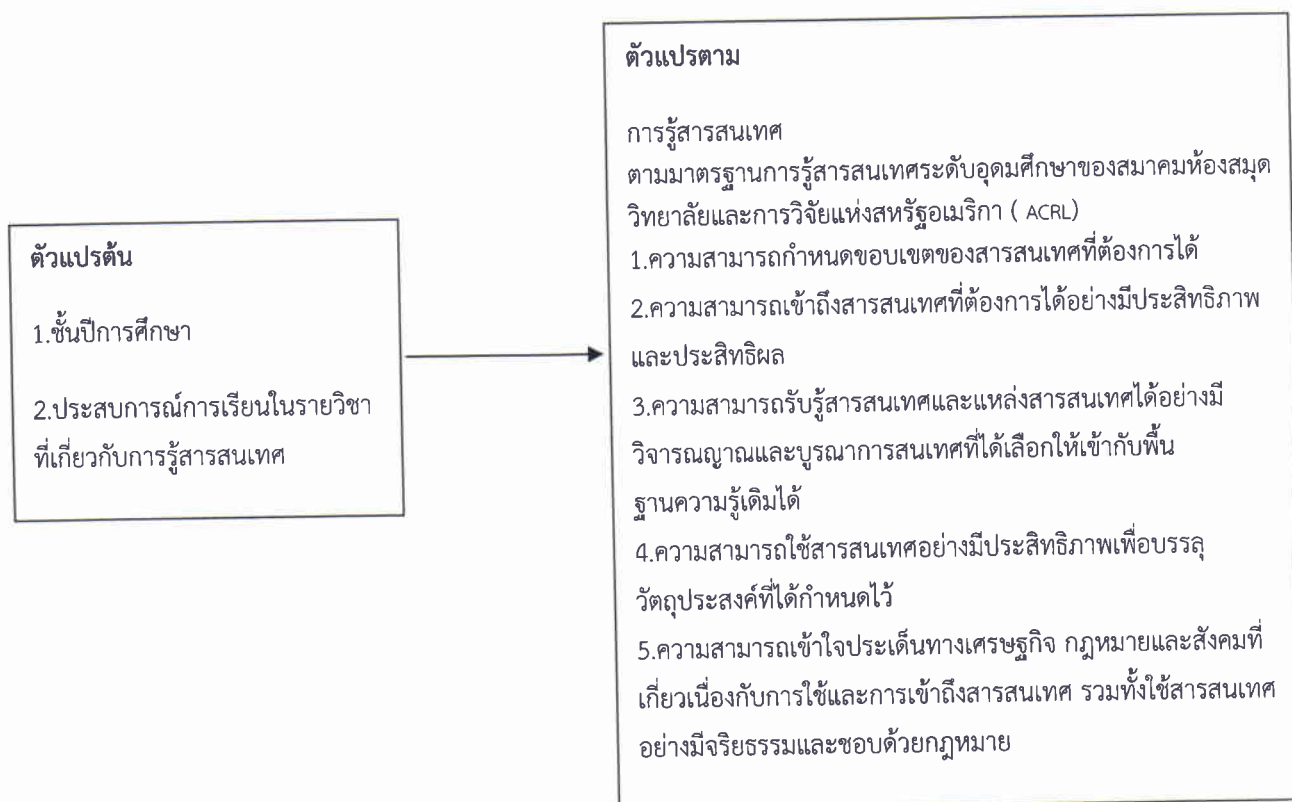 ตัวแปรต้น
1.ชั้นปีการศึกษา
2.ประสบการณ์การเรียนในรายวิชา
ที่เกี่ยวกับการรู้สารสนเทศ
ตัวแปรตาม
การรู้สารสนเทศ
ตามมาตรฐานการรู้สารสนเทศระดับอุดมศึกษาของสมาคมห้องสมุด
วิทยาลัยและการวิจัยแห่งสหรัฐอเมริกา ( ACRL)
1.ความสามารถกำหนดขอบเขตของสารสนเทศที่ต้องการได้
2.ความสามารถเข้าถึงสารสนเทศที่ต้องการได้อย่างมีประสิทธิภาพ
และประสิทธิผล
3.ความสามารถรับรู้สารสนเทศและแหล่งสารสนเทศได้อย่างมี
วิจารณญาณและบูรณาการสนเทศที่ได้เลือกให้เข้ากับพื้น
ฐานความรู้เดิมได้
4.ความสามารถใช้สารสนเทศอย่างมีประสิทธิภาพเพื่อบรรลุ
วัตถุประสงค์ที่ได้กำหนดไว้
5.ความสามารถเข้าใจประเด็นทางเศรษฐกิจ กฎหมายและสังคมที่
เกี่ยวเนื่องกับการใช้และการเข้าถึงสารสนเทศ รวมทั้งใช้สารสนเทศ
อย่างมีจริยธรรมและชอบด้วยกฎหมาย